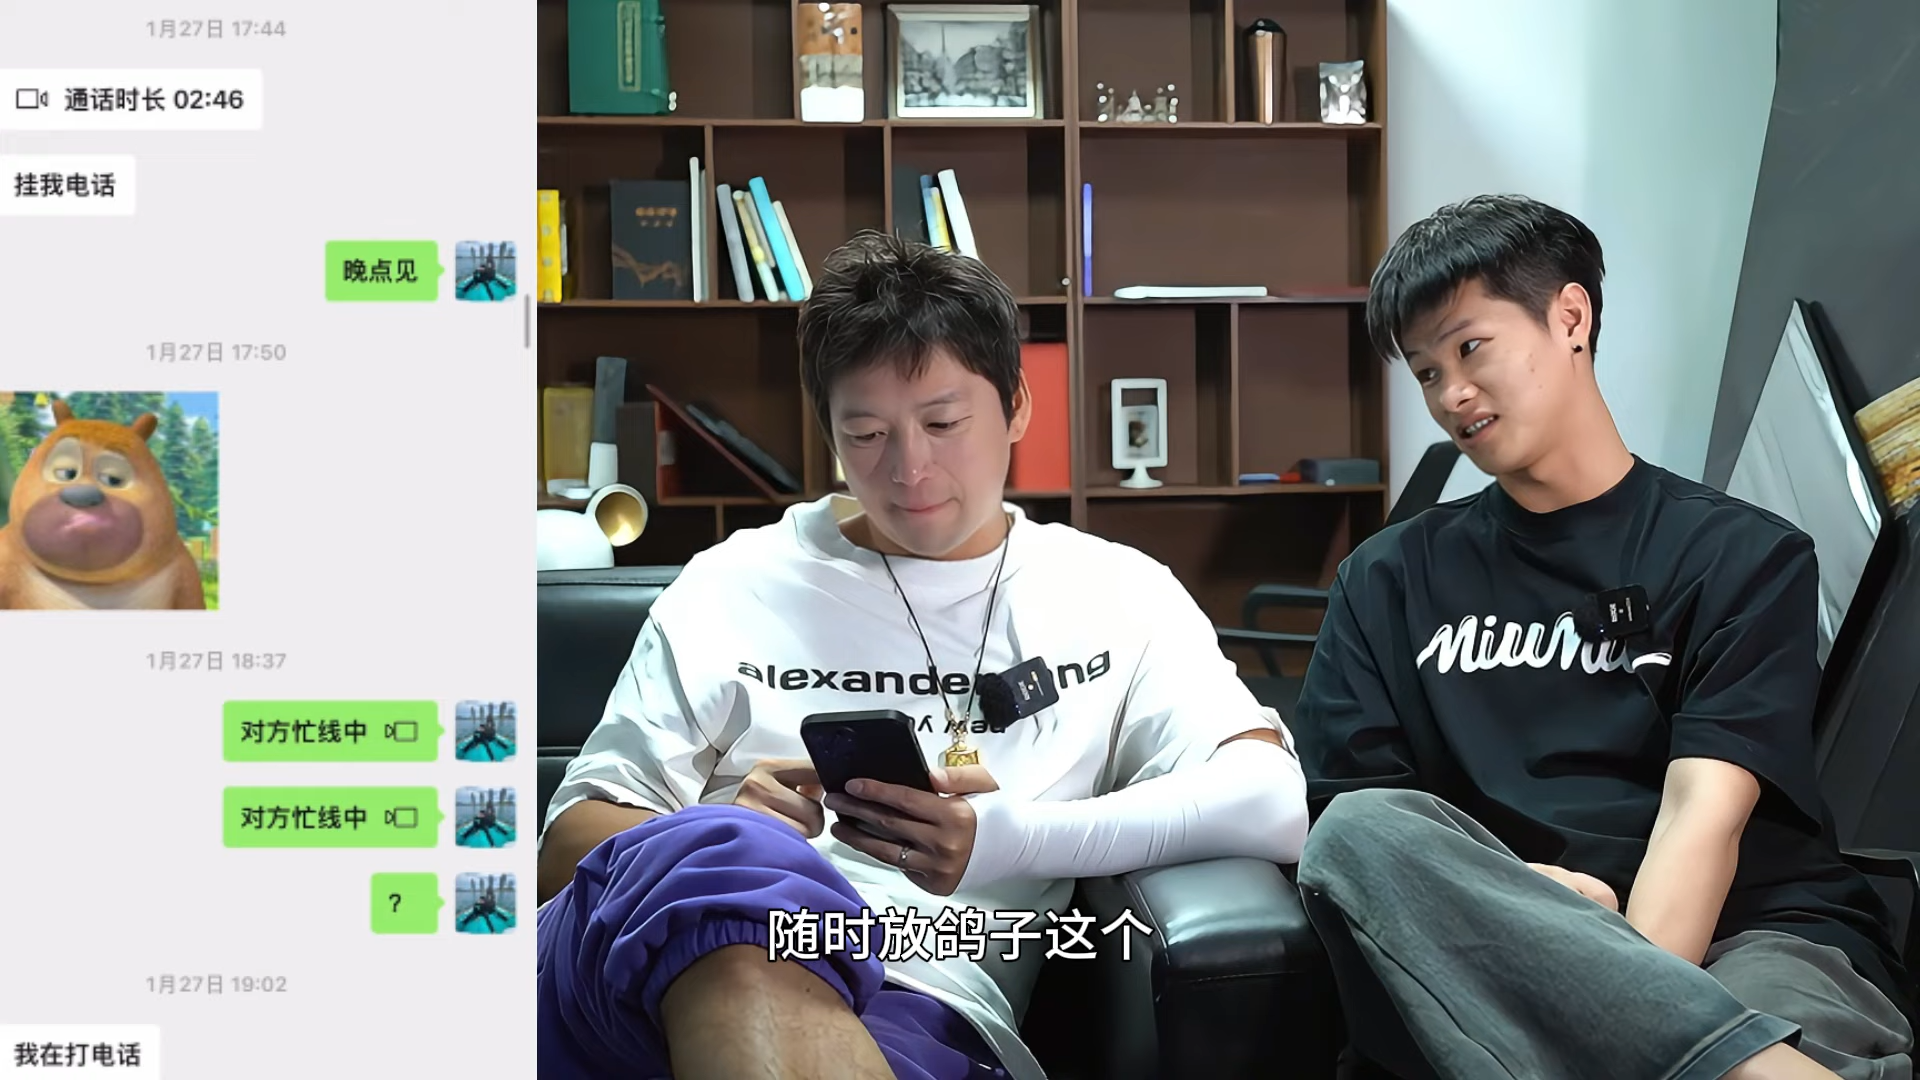 1月27日 17:44
通话时长 02:46
挂我电话
晚点见
1月27日 17:50
1月27日 18:37
对方忙线中
对方忙线中
?
1月27日 19:02
我在打电话
alexander
ng
MiuMiu
随时放鸽子这个